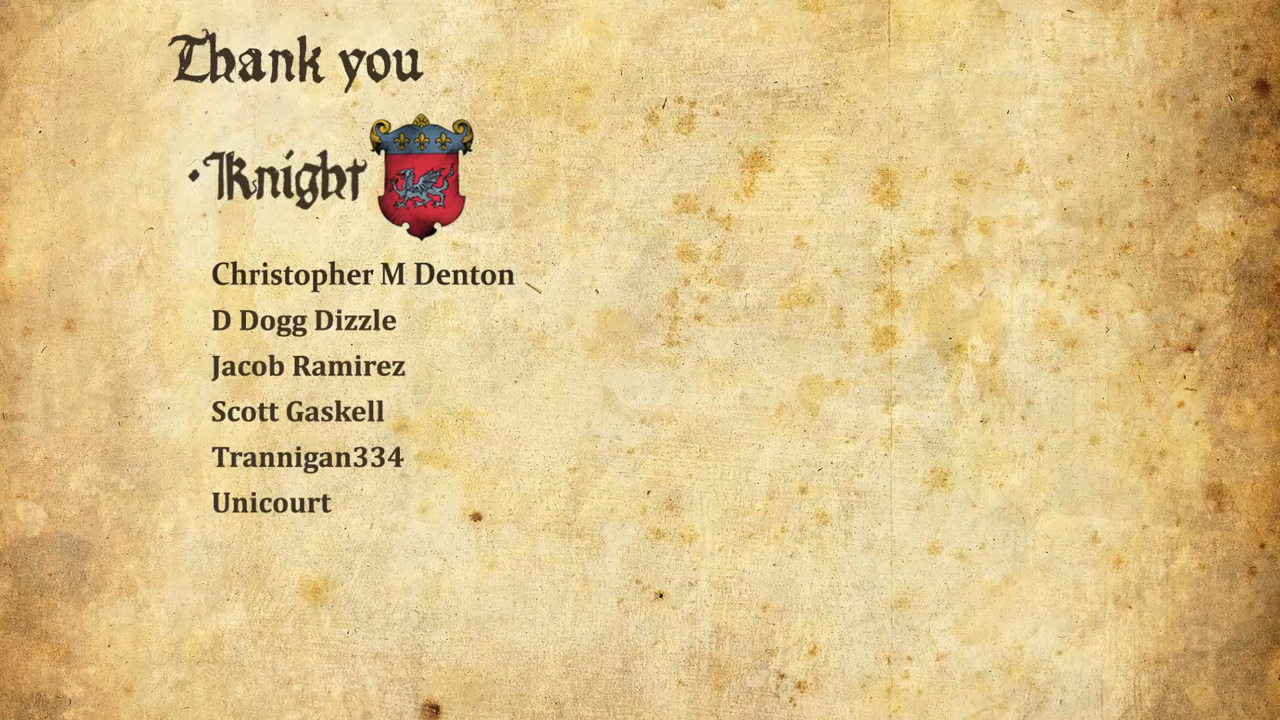 Thank you
• Knight
Christopher M Denton
D Dogg Dizzle
Jacob Ramirez
Scott Gaskell
Trannigan334
Unicourt